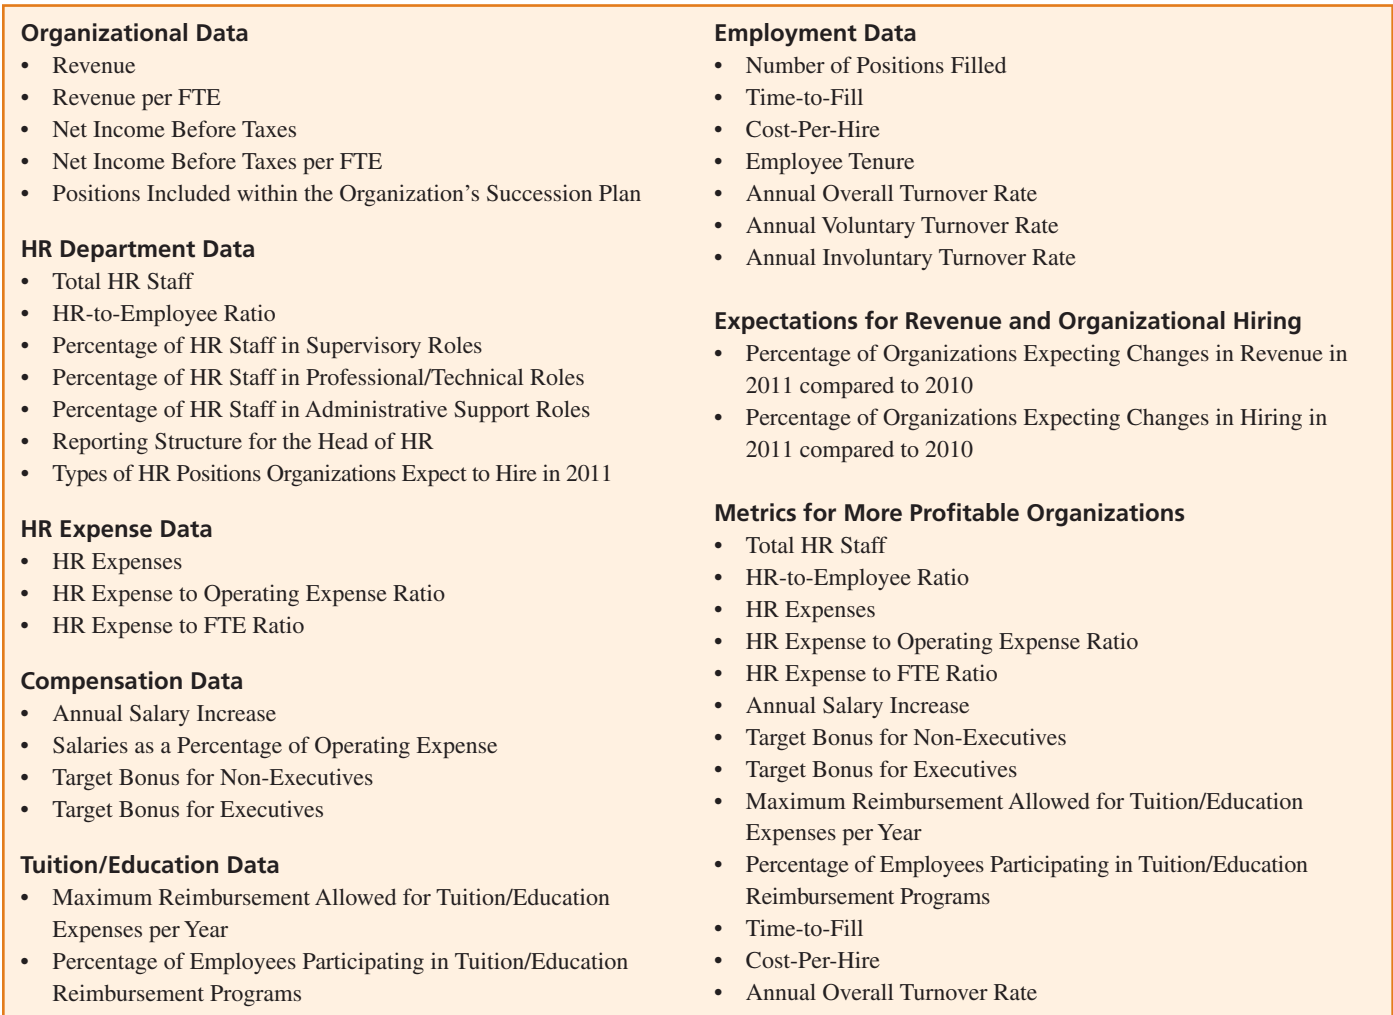 Organizational Data
• Revenue
• Revenue per FTE
• Net Income Before Taxes
• Net Income Before Taxes per FTE
• Positions Included within the Organization's Succession Plan
HR Department Data
• Total HR Staff
• HR-to-Employee Ratio
• Percentage of HR Staff in Supervisory Roles
• Percentage of HR Staff in Professional/Technical Roles
• Percentage of HR Staff in Administrative Support Roles
• Reporting Structure for the Head of HR
• Types of HR Positions Organizations Expect to Hire in 2011
HR Expense Data
• HR Expenses
• HR Expense to Operating Expense Ratio
• HR Expense to FTE Ratio
Compensation Data
• Annual Salary Increase
• Salaries as a Percentage of Operating Expense
• Target Bonus for Non-Executives
• Target Bonus for Executives
Tuition/Education Data
• Maximum Reimbursement Allowed for Tuition/Education
Expenses per Year
• Percentage of Employees Participating in Tuition/Education
Reimbursement Programs
Employment Data
• Number of Positions Filled
• Time-to-Fill
• Cost-Per-Hire
• Employee Tenure
• Annual Overall Turnover Rate
• Annual Voluntary Turnover Rate
• Annual Involuntary Turnover Rate
Expectations for Revenue and Organizational Hiring
• Percentage of Organizations Expecting Changes in Revenue in
2011 compared to 2010
• Percentage of Organizations Expecting Changes in Hiring in
2011 compared to 2010
Metrics for More Profitable Organizations
• Total HR Staff
• HR-to-Employee Ratio
• HR Expenses
• HR Expense to Operating Expense Ratio
• HR Expense to FTE Ratio
• Annual Salary Increase
• Target Bonus for Non-Executives
• Target Bonus for Executives
• Maximum Reimbursement Allowed for Tuition/Education
Expenses per Year
• Percentage of Employees Participating in Tuition/Education
Reimbursement Programs
• Time-to-Fill
• Cost-Per-Hire
• Annual Overall Turnover Rate